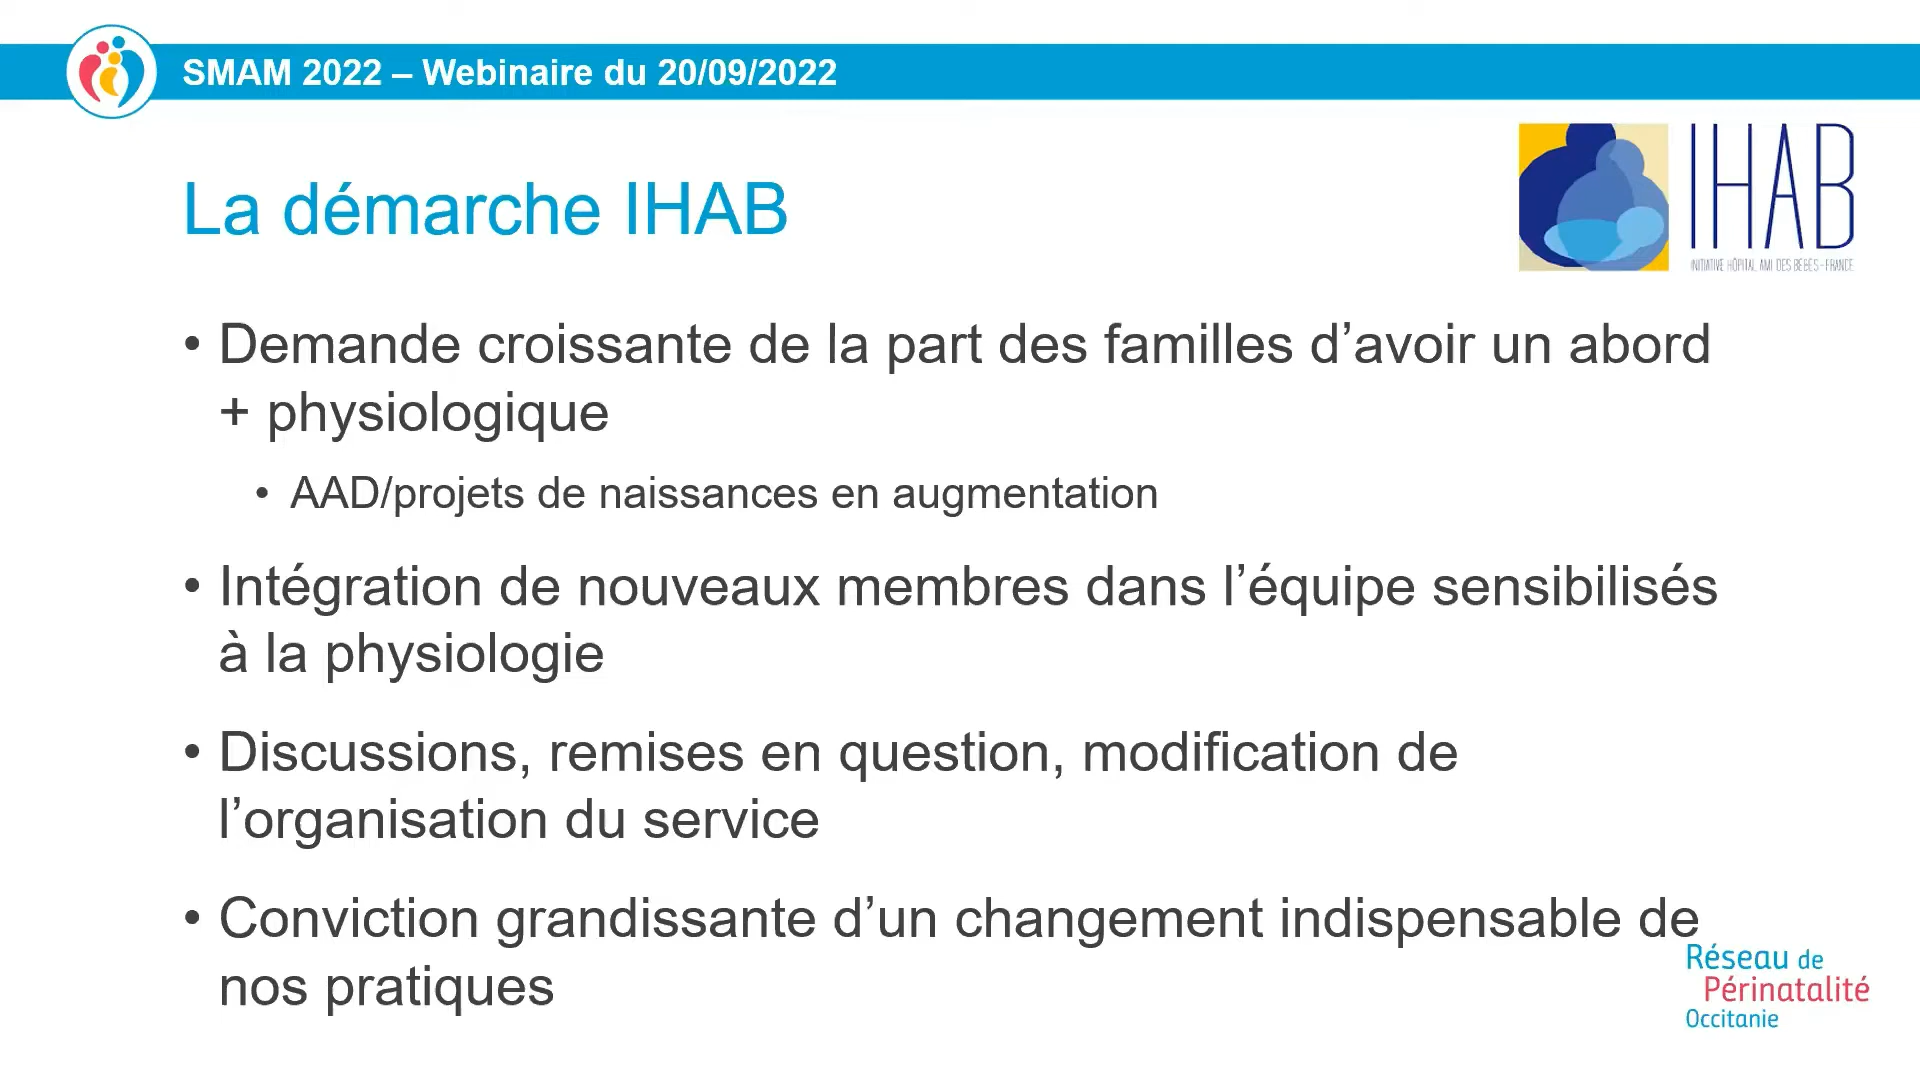 SMAM 2022 – Webinaire du 20/09/2022
IHAB
INITIATIVE HÔPITAL AMI DES BÉBÉS - FRANCE
La démarche IHAB
• Demande croissante de la part des familles d’avoir un abord
+ physiologique
• AAD/projets de naissances en augmentation
• Intégration de nouveaux membres dans l’équipe sensibilisés
à la physiologie
• Discussions, remises en question, modification de
l’organisation du service
• Conviction grandissante d’un changement indispensable de
nos pratiques
Réseau de
Périnatalité
Occitanie